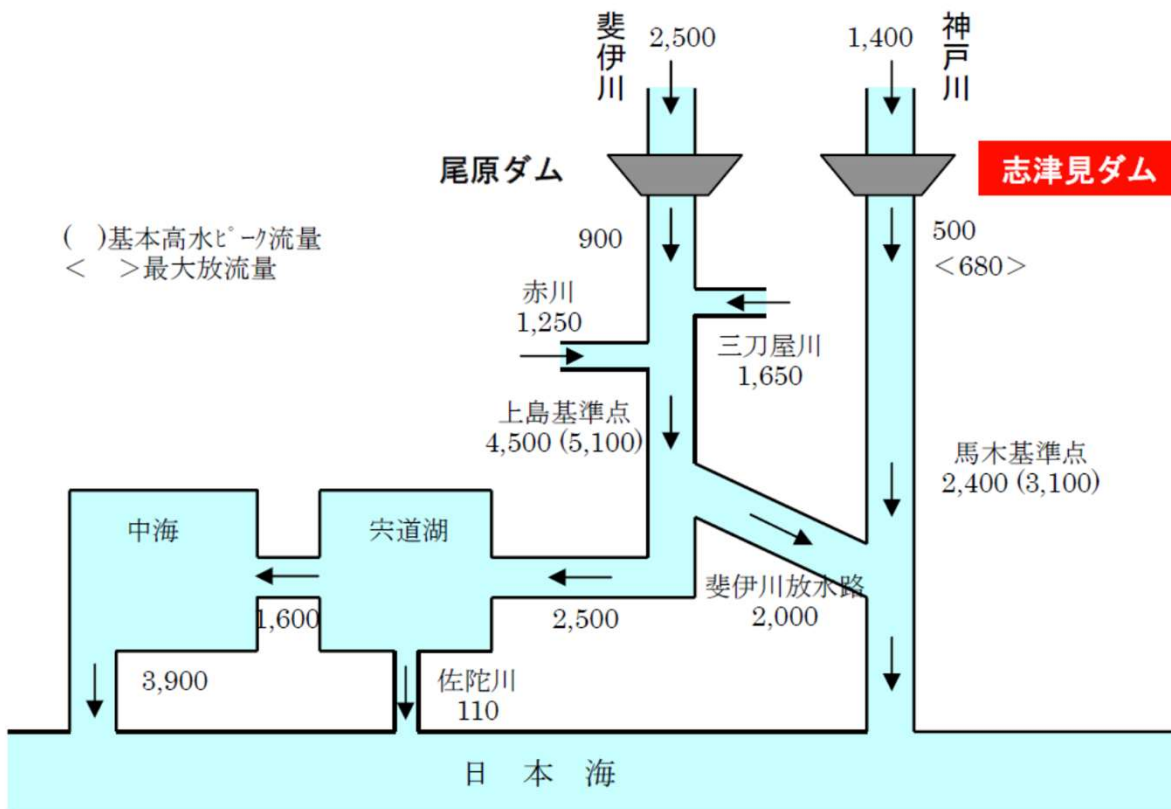 斐伊川
2,500
1,400
神戸川
尾原ダム
志津見ダム
( )基本高水ﾋﾟｰｸ流量
< >最大放流量
900
500
<680>
赤川
1,250
三刀屋川
1,650
上島基準点
4,500 (5,100)
馬木基準点
2,400 (3,100)
中海
宍道湖
斐伊川放水路
2,000
1,600
2,500
3,900
佐陀川
110
日 本 海